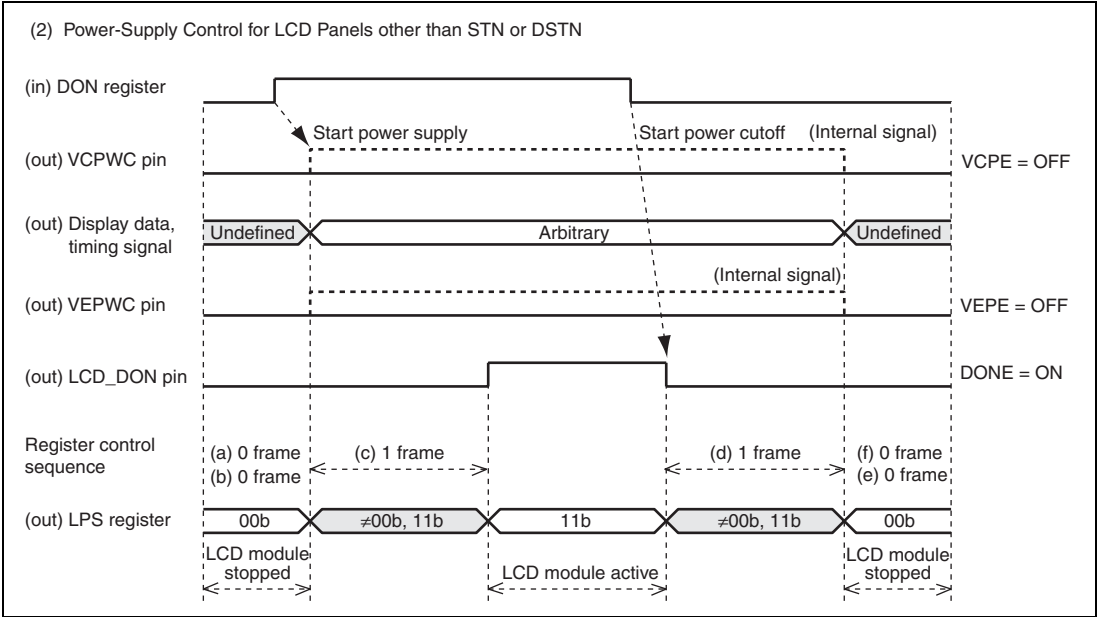 (2) Power-Supply Control for LCD Panels other than STN or DSTN
(in) DON register
Start power supply
Start power cutoff
(Internal signal)
(out) VCPWC pin
VCPE = OFF
(out) Display data,
timing signal
Undefined
Arbitrary
Undefined
(Internal signal)
(out) VEPWC pin
VEPE = OFF
(out) LCD_DON pin
DONE = ON
Register control
sequence
(a) 0 frame
(b) 0 frame
(c) 1 frame
(d) 1 frame
(f) 0 frame
(e) 0 frame
(out) LPS register
00b
≠00b, 11b
11b
≠00b, 11b
00b
LCD module
stopped
LCD module active
LCD module
stopped